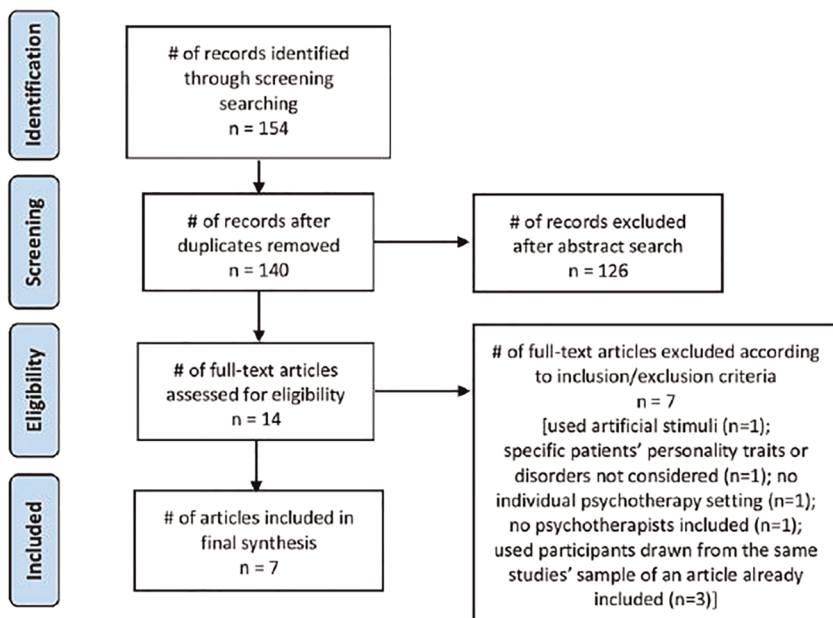 Identification
# of records identified
through screening
searching
n = 154
Screening
# of records after
duplicates removed
n = 140
# of records excluded
after abstract search
n = 126
Eligibility
# of full-text articles
assessed for eligibility
n = 14
# of full-text articles excluded according
to inclusion/exclusion criteria
n = 7
[used artificial stimuli (n=1);
specific patients' personality traits or
disorders not considered (n=1); no
individual psychotherapy setting (n=1);
no psychotherapists included (n=1);
used participants drawn from the same
studies' sample of an article already
included (n=3)]
Included
# of articles included in
final synthesis
n = 7